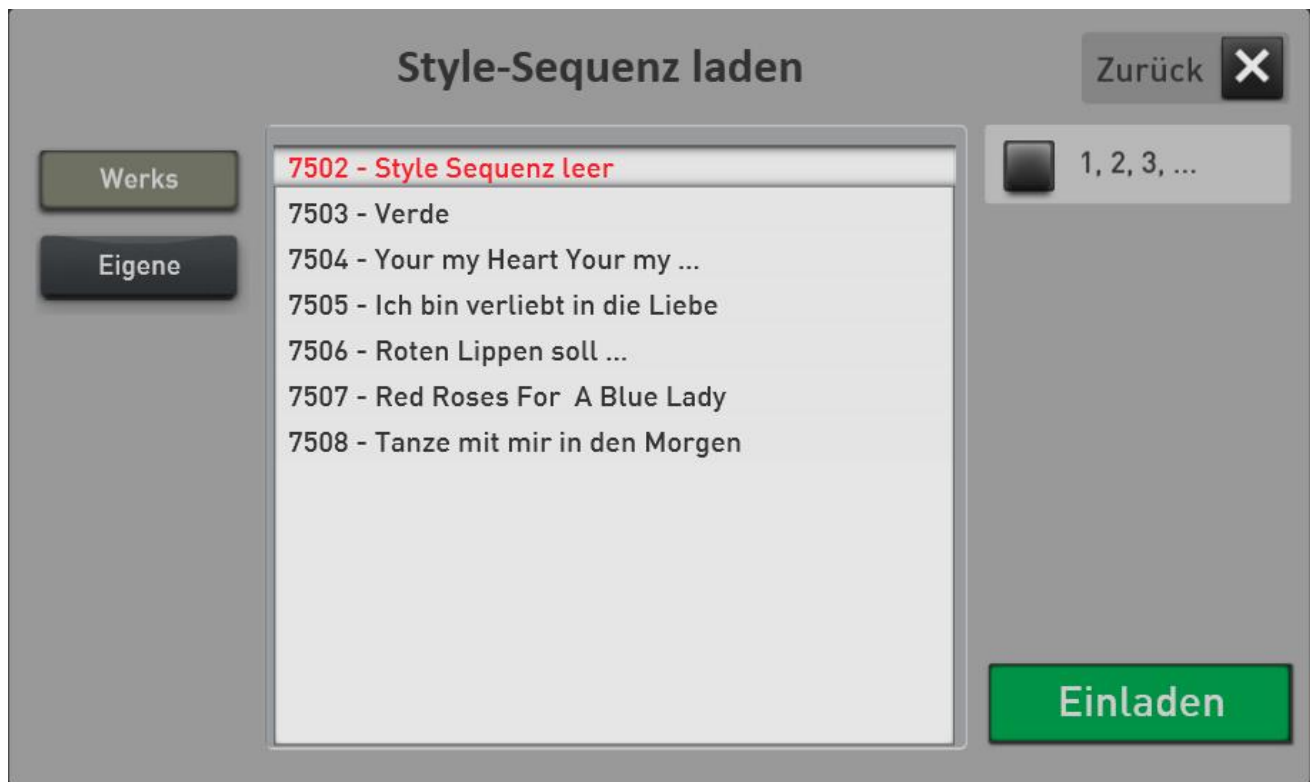 Style-Sequenz laden
Zurück
Werks
Eigene
7502 - Style Sequenz leer
7503 - Verde
7504 - Your my Heart Your my ...
7505 - Ich bin verliebt in die Liebe
7506 - Roten Lippen soll ...
7507 - Red Roses For  A Blue Lady
7508 - Tanze mit mir in den Morgen
1, 2, 3, ...
Einladen